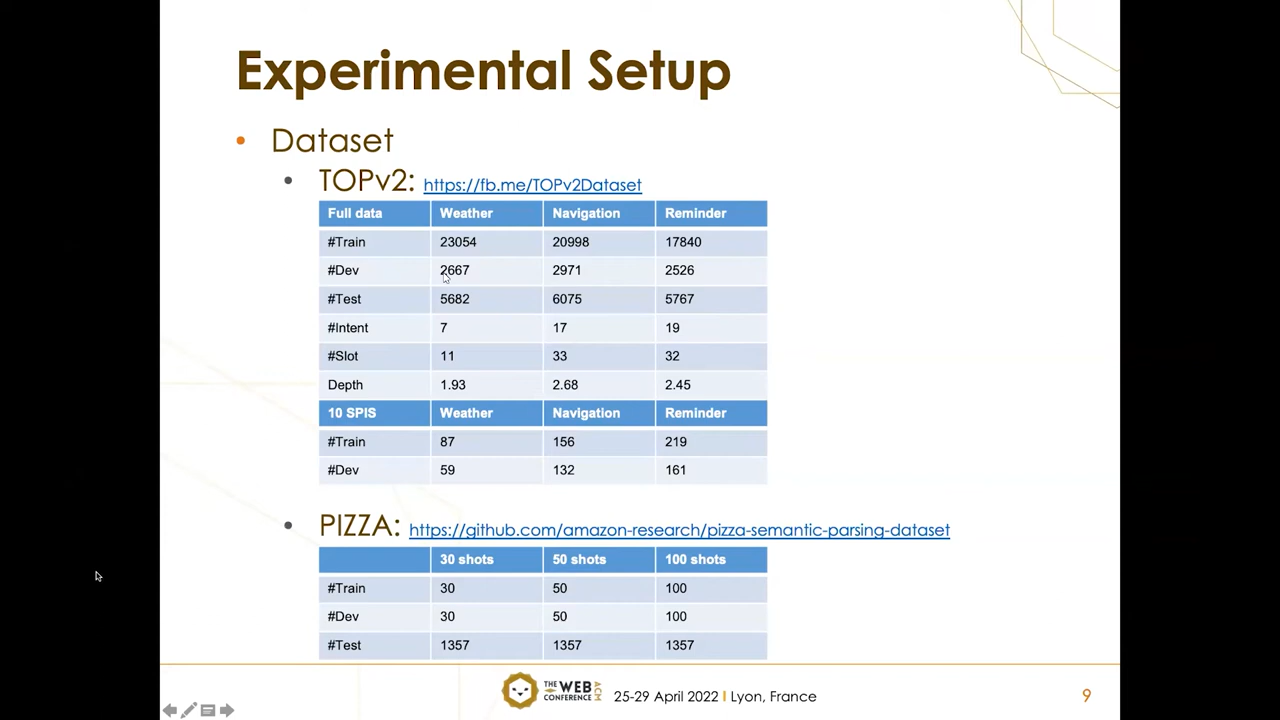 Experimental Setup
• Dataset
• TOPv2: https://fb.me/TOPv2Dataset
Full data Weather Navigation Reminder
#Train 23054 20998 17840
#Dev 2667 2971 2526
#Test 5682 6075 5767
#Intent 7 17 19
#Slot 11 33 32
Depth 1.93 2.68 2.45
10 SPIS Weather Navigation Reminder
#Train 87 156 219
#Dev 59 132 161
• PIZZA: https://github.com/amazon-research/pizza-semantic-parsing-dataset
30 shots 50 shots 100 shots
#Train 30 50 100
#Dev 30 50 100
#Test 1357 1357 1357
THE WEB CONFERENCE ACM 25-29 April 2022 I Lyon, France 9